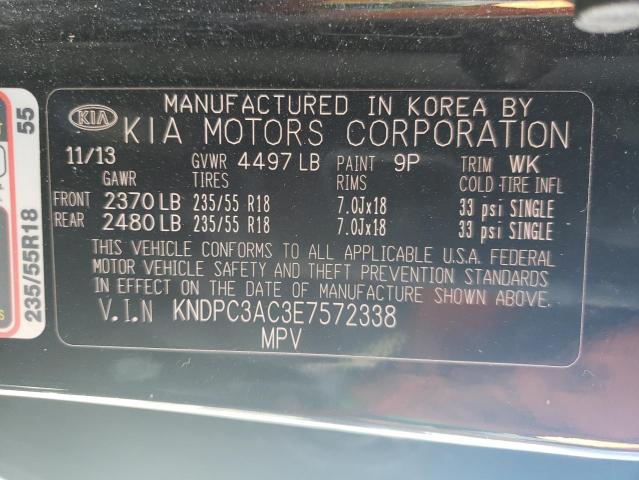 MANUFACTURED IN KOREA BY
KIA KIA MOTORS CORPORATION
11/13 GVWR 4497 LB PAINT 9P TRIM WK
GAWR TIRES RIMS COLD TIRE INFL
FRONT 2370 LB 235/55 R18 7.0Jx18 33 psi SINGLE
REAR 2480 LB 235/55 R18 7.0Jx18 33 psi SINGLE
THIS VEHICLE CONFORMS TO ALL APPLICABLE U.S.A. FEDERAL
MOTOR VEHICLE SAFETY AND THEFT PREVENTION STANDARDS
IN EFFECT ON THE DATE OF MANUFACTURE SHOWN ABOVE.
V.I.N KNDPC3AC3E7572338
MPV
55
235/55R18